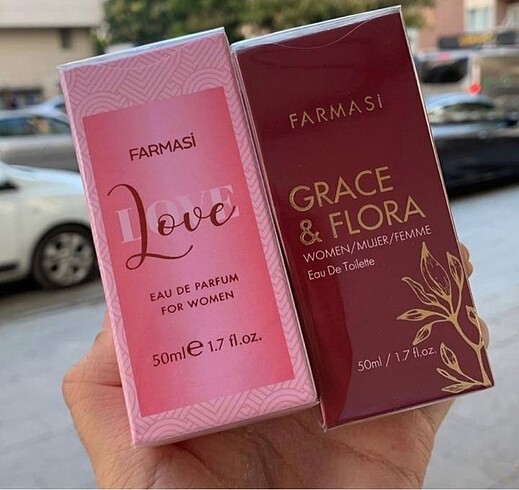 FARMASi
LOVE
Love
EAU DE PARFUM
FOR WOMEN
50ml℮ 1.7 fl.oz.
FARMASi
GRACE
& FLORA
WOMEN/MUJER/FEMME
Eau De Toilette
50ml / 1.7 fl.oz.